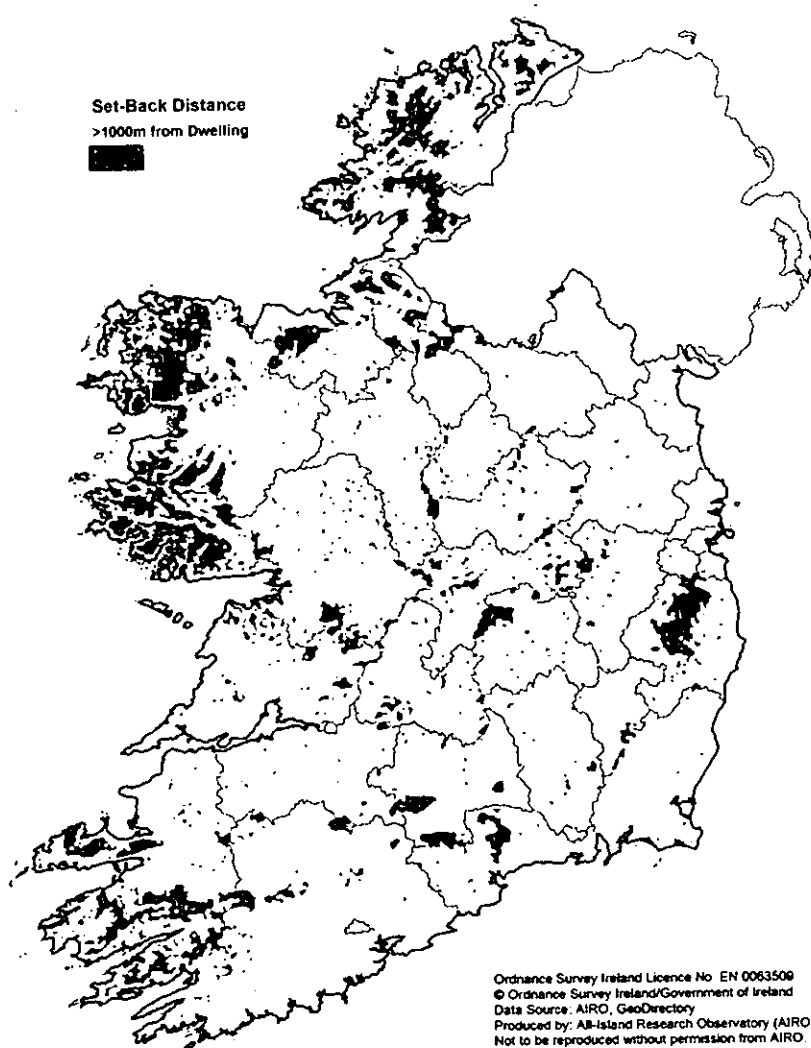 Set-Back Distance
>1000m from Dwelling
Ordnance Survey Ireland Licence No EN 0063509
© Ordnance Survey Ireland/Government of Ireland
Data Source: AIRO, GeoDirectory
Produced by: All-Island Research Observatory (AIRO
Not to be reproduced without permission from AIRO.